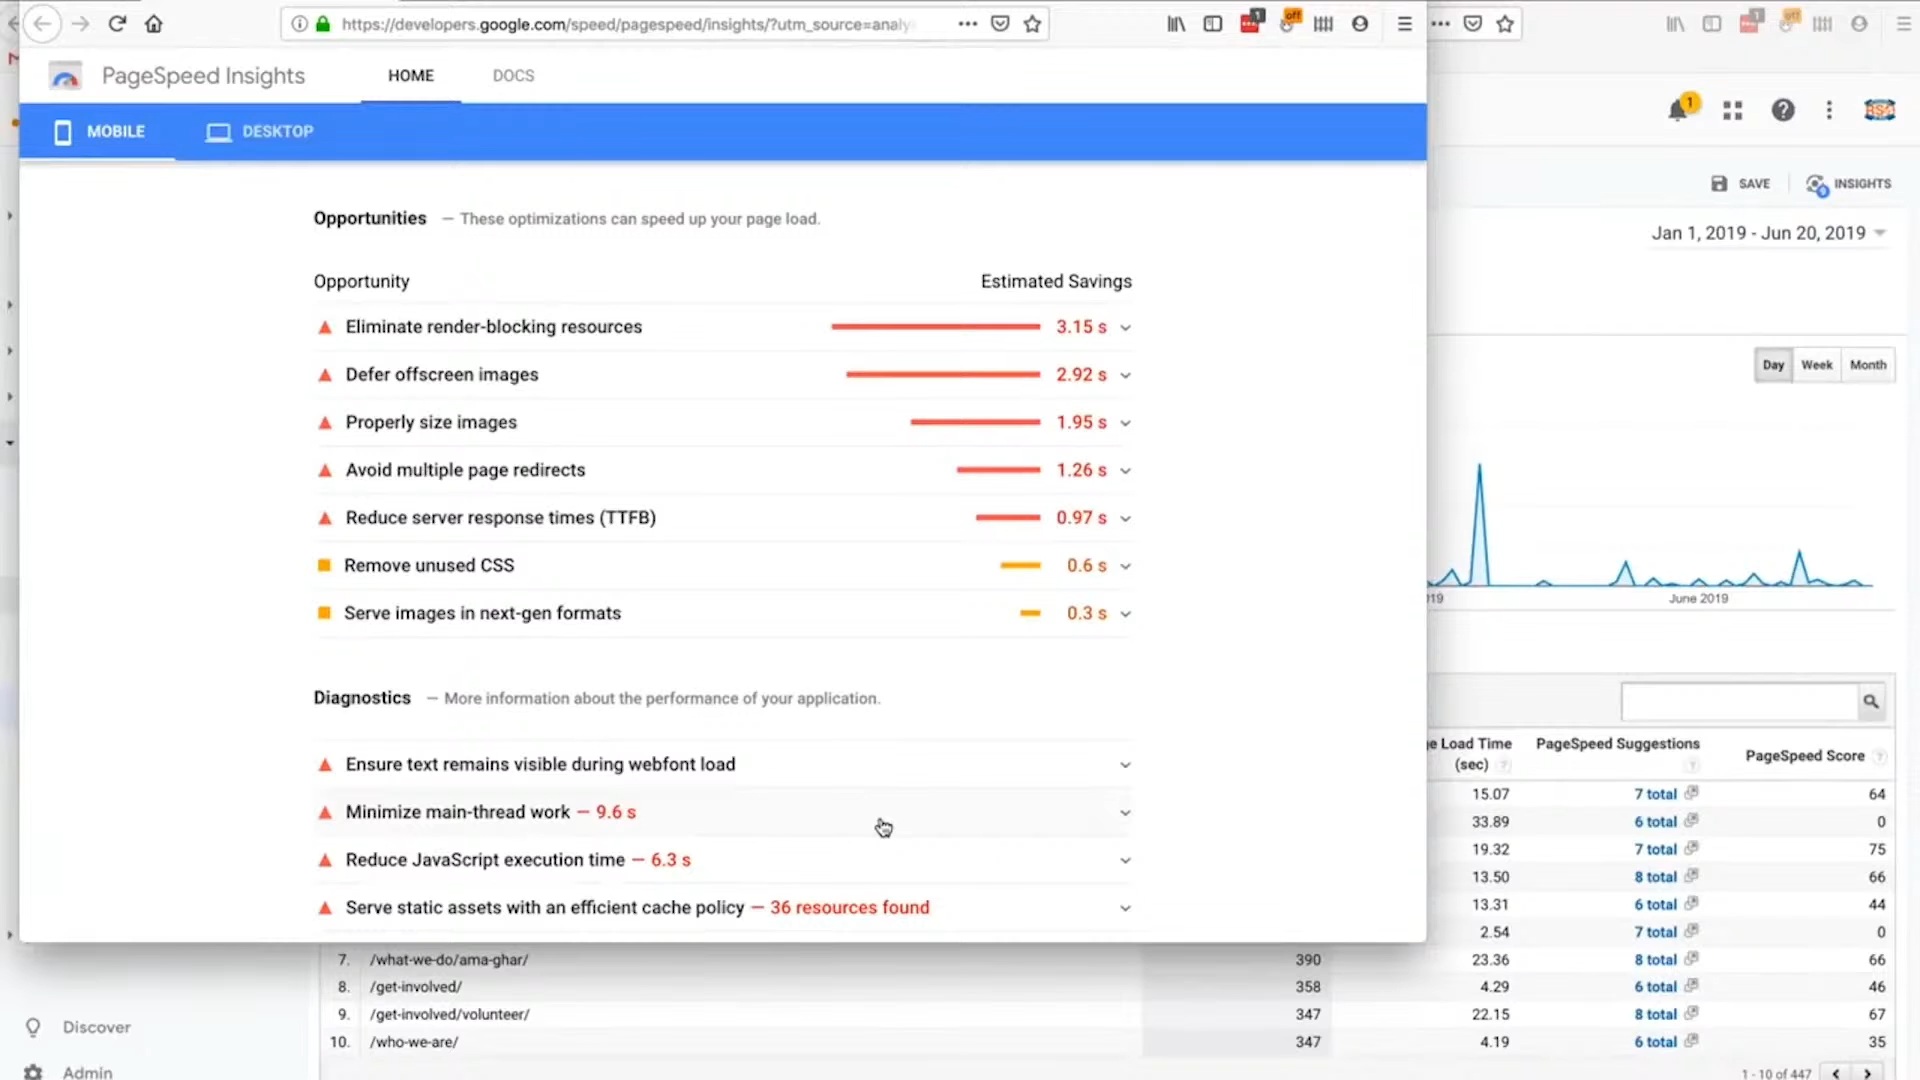 https://developers.google.com/speed/pagespeed/insights/?utm_source=analy
1
off
1
off
PageSpeed Insights
HOME
DOCS
MOBILE
DESKTOP
1
SAVE
INSIGHTS
Jan 1, 2019 - Jun 20, 2019
Opportunities — These optimizations can speed up your page load.
Opportunity Estimated Savings
Eliminate render-blocking resources 3.15 s
Defer offscreen images 2.92 s
Properly size images 1.95 s
Avoid multiple page redirects 1.26 s
Reduce server response times (TTFB) 0.97 s
Remove unused CSS 0.6 s
Serve images in next-gen formats 0.3 s
Day Week Month
June 2019
Diagnostics — More information about the performance of your application.
Ensure text remains visible during webfont load
Minimize main-thread work — 9.6 s
Reduce JavaScript execution time — 6.3 s
Serve static assets with an efficient cache policy — 36 resources found
Load Time
(sec)
PageSpeed Suggestions
PageSpeed Score
15.07 7 total 64
33.89 6 total 0
19.32 7 total 75
13.50 8 total 66
13.31 6 total 44
2.54 7 total 0
7. /what-we-do/ama-ghar/ 390 23.36 8 total 66
8. /get-involved/ 358 4.29 6 total 46
9. /get-involved/volunteer/ 347 22.15 8 total 67
10. /who-we-are/ 347 4.19 6 total 35
1 - 10 of 447
Discover
Admin